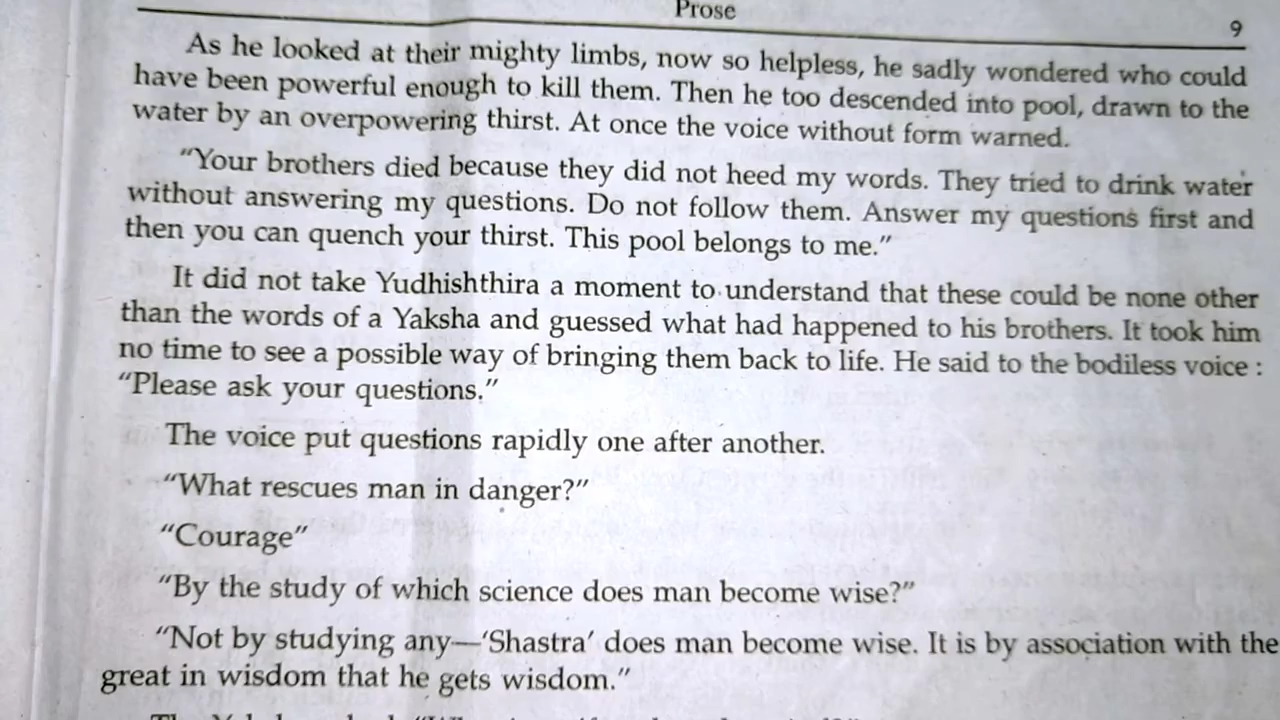 Prose
9
As he looked at their mighty limbs, now so helpless, he sadly wondered who could
have been powerful enough to kill them. Then he too descended into pool, drawn to the
water by an overpowering thirst. At once the voice without form warned.
“Your brothers died because they did not heed my words. They tried to drink water
without answering my questions. Do not follow them. Answer my questions first and
then you can quench your thirst. This pool belongs to me.”
It did not take Yudhishthira a moment to understand that these could be none other
than the words of a Yaksha and guessed what had happened to his brothers. It took him
no time to see a possible way of bringing them back to life. He said to the bodiless voice :
“Please ask your questions.”
The voice put questions rapidly one after another.
“What rescues man in danger?”
“Courage”
“By the study of which science does man become wise?”
“Not by studying any—‘Shastra’ does man become wise. It is by association with the
great in wisdom that he gets wisdom.”